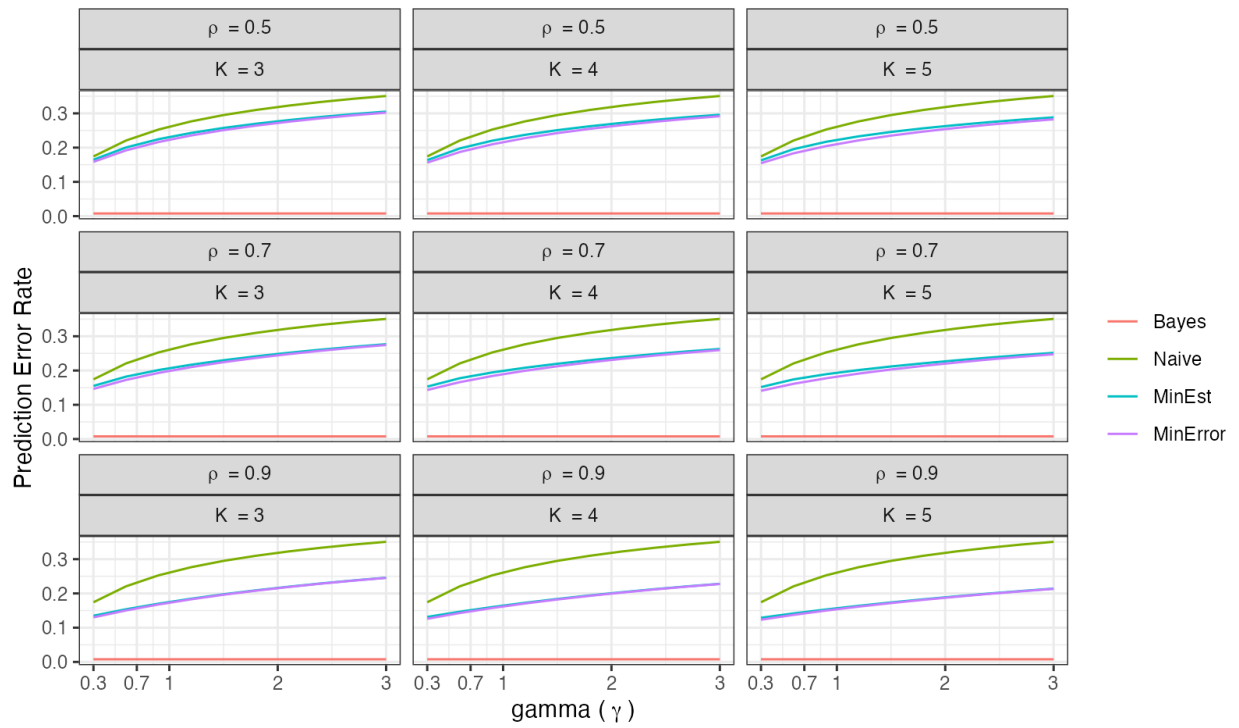 ρ = 0.5
ρ = 0.5
ρ = 0.5
K = 3
K = 4
K = 5
0.3
0.2
0.1
0.0
ρ = 0.7
ρ = 0.7
ρ = 0.7
K = 3
K = 4
K = 5
0.3
0.2
0.1
0.0
ρ = 0.9
ρ = 0.9
ρ = 0.9
K = 3
K = 4
K = 5
0.3
0.2
0.1
0.0
0.3 0.7 1 2 3
0.3 0.7 1 2 3
0.3 0.7 1 2 3
gamma ( γ )
Prediction Error Rate
Bayes
Naive
MinEst
MinError